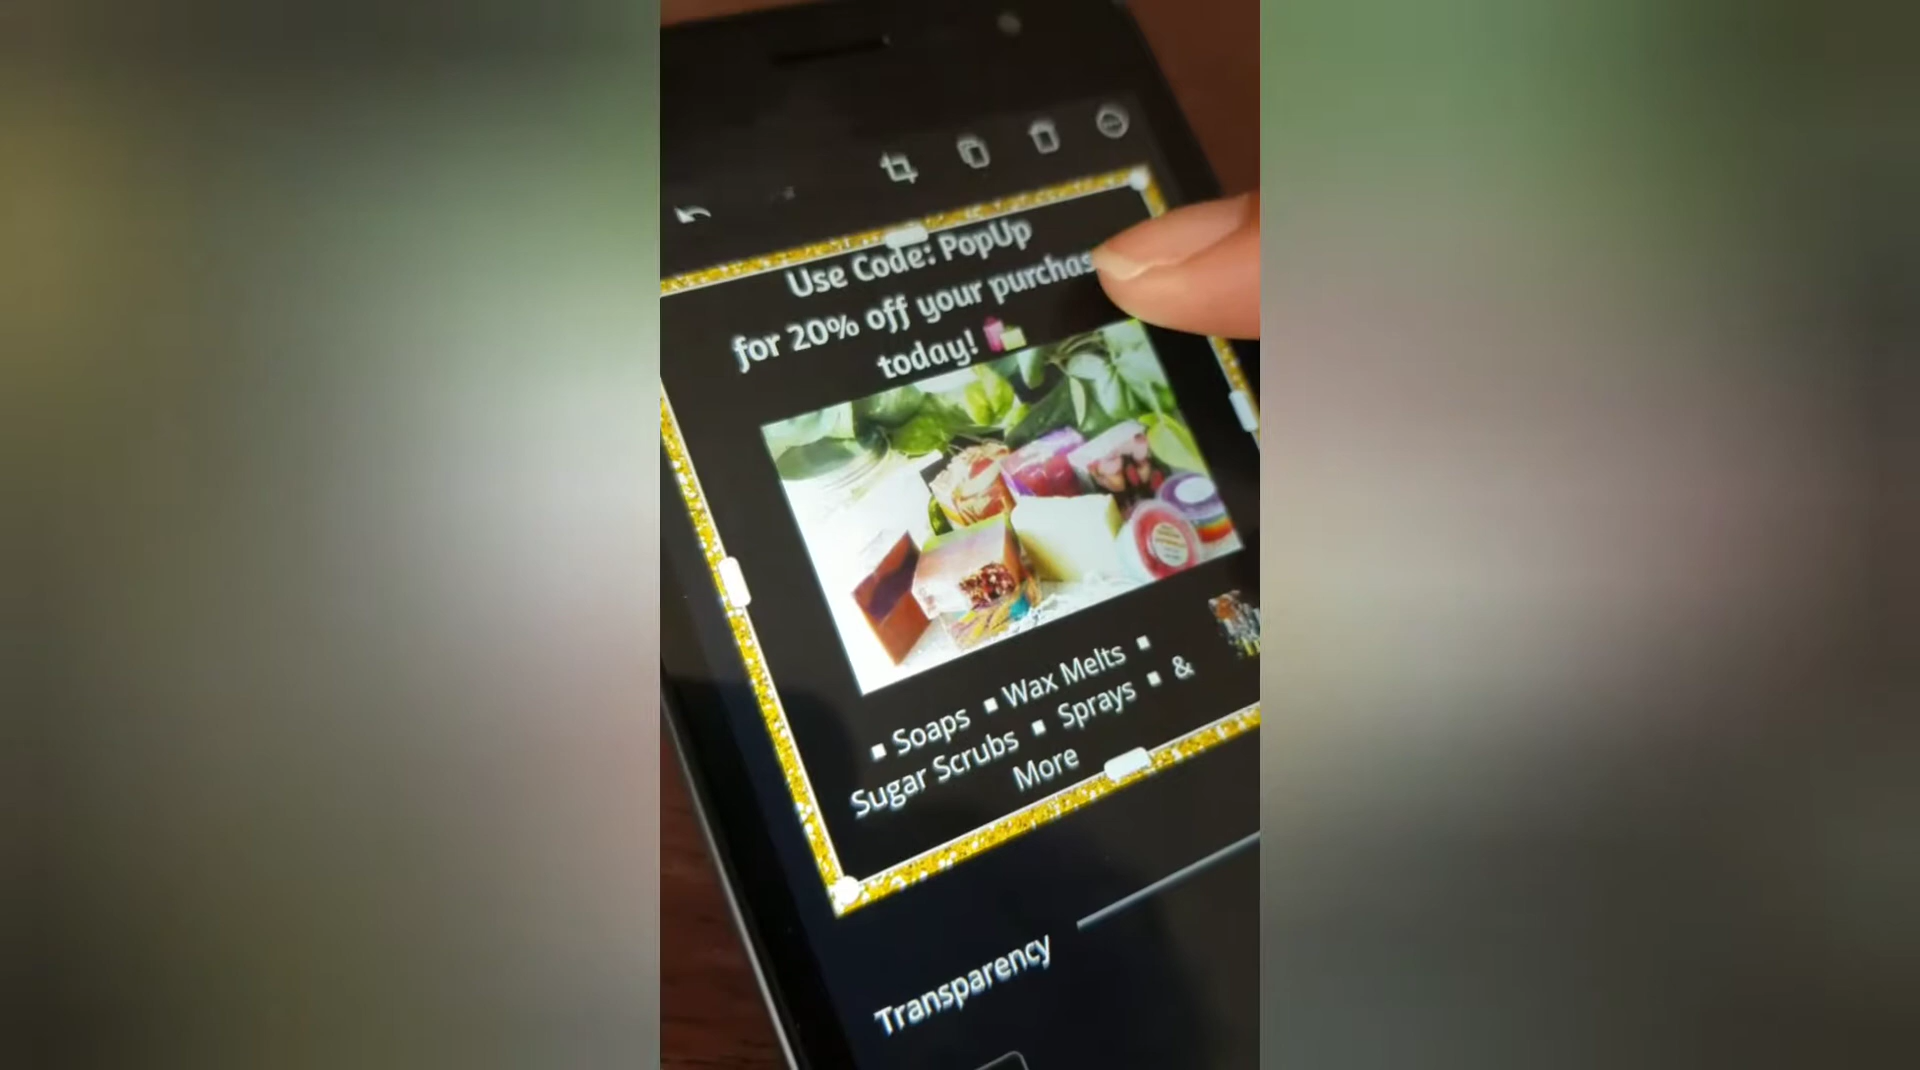 Use Code: PopUp
for 20% off your purchas
today!
▪ Soaps ▪ Wax Melts ▪
Sugar Scrubs ▪ Sprays ▪ &
More
Transparency